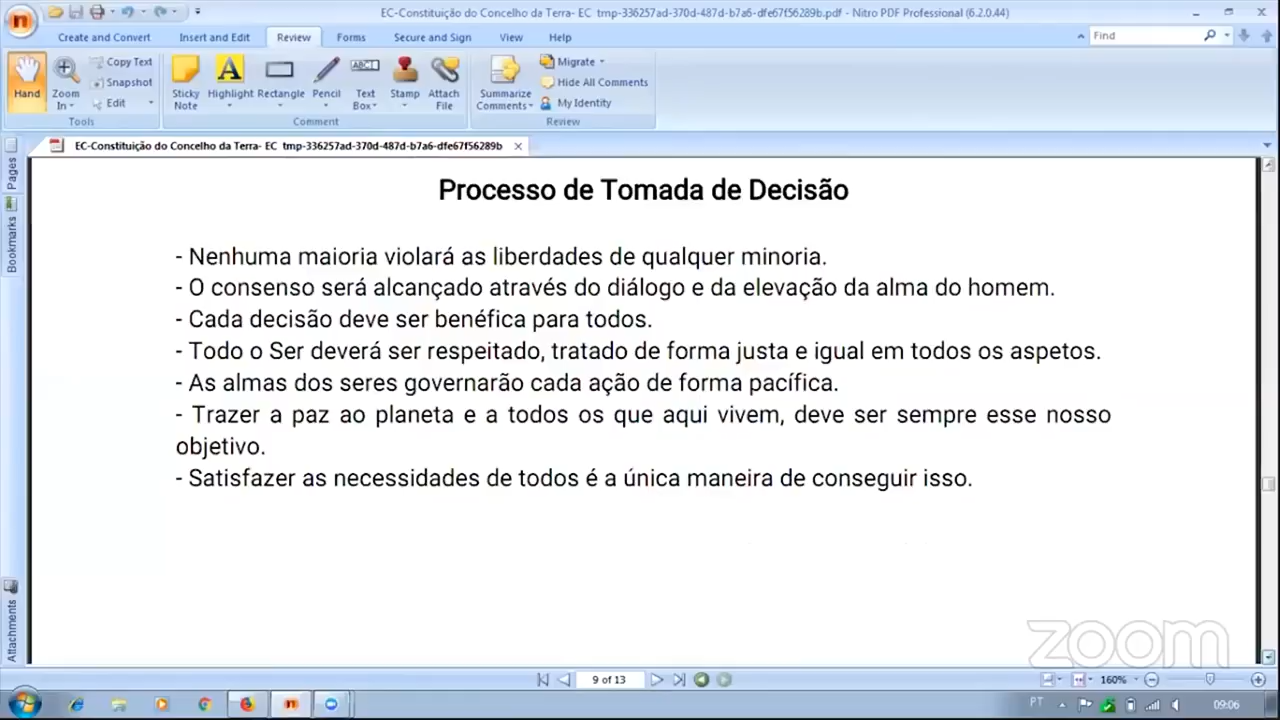 EC-Constituição do Concelho da Terra- EC tmp-336257ad-370d-487d-b7a6-dfe67f56289b.pdf - Nitro PDF Professional (6.2.0.44)
Create and Convert Insert and Edit Review Forms Secure and Sign View Help Find
Hand
Zoom In
Copy Text
Snapshot
Edit
Tools
Sticky Note
Highlight
Rectangle
Pencil
Text Box
Stamp
Attach File
Comment
Summarize Comments
Migrate
Hide All Comments
My Identity
Review
EC-Constituição do Concelho da Terra- EC tmp-336257ad-370d-487d-b7a6-dfe67f56289b
Pages
Bookmarks
Attachments
Processo de Tomada de Decisão
- Nenhuma maioria violará as liberdades de qualquer minoria.
- O consenso será alcançado através do diálogo e da elevação da alma do homem.
- Cada decisão deve ser benéfica para todos.
- Todo o Ser deverá ser respeitado, tratado de forma justa e igual em todos os aspetos.
- As almas dos seres governarão cada ação de forma pacífica.
- Trazer a paz ao planeta e a todos os que aqui vivem, deve ser sempre esse nosso
objetivo.
- Satisfazer as necessidades de todos é a única maneira de conseguir isso.
zoom
9 of 13
160%
PT
09:06